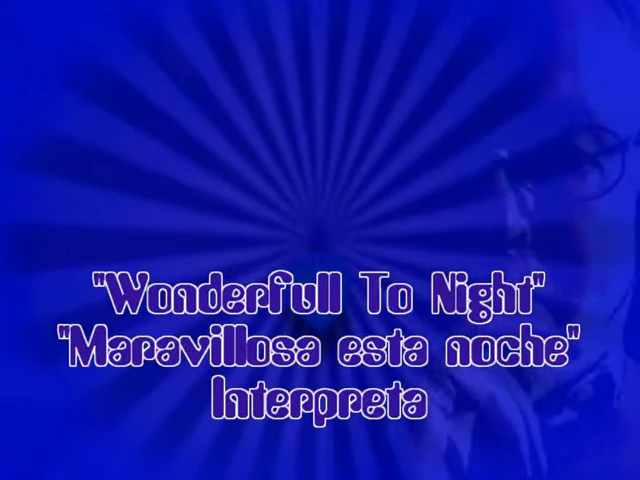 "Wonderfull To Night"
"Maravillosa esta noche"
Interpreta